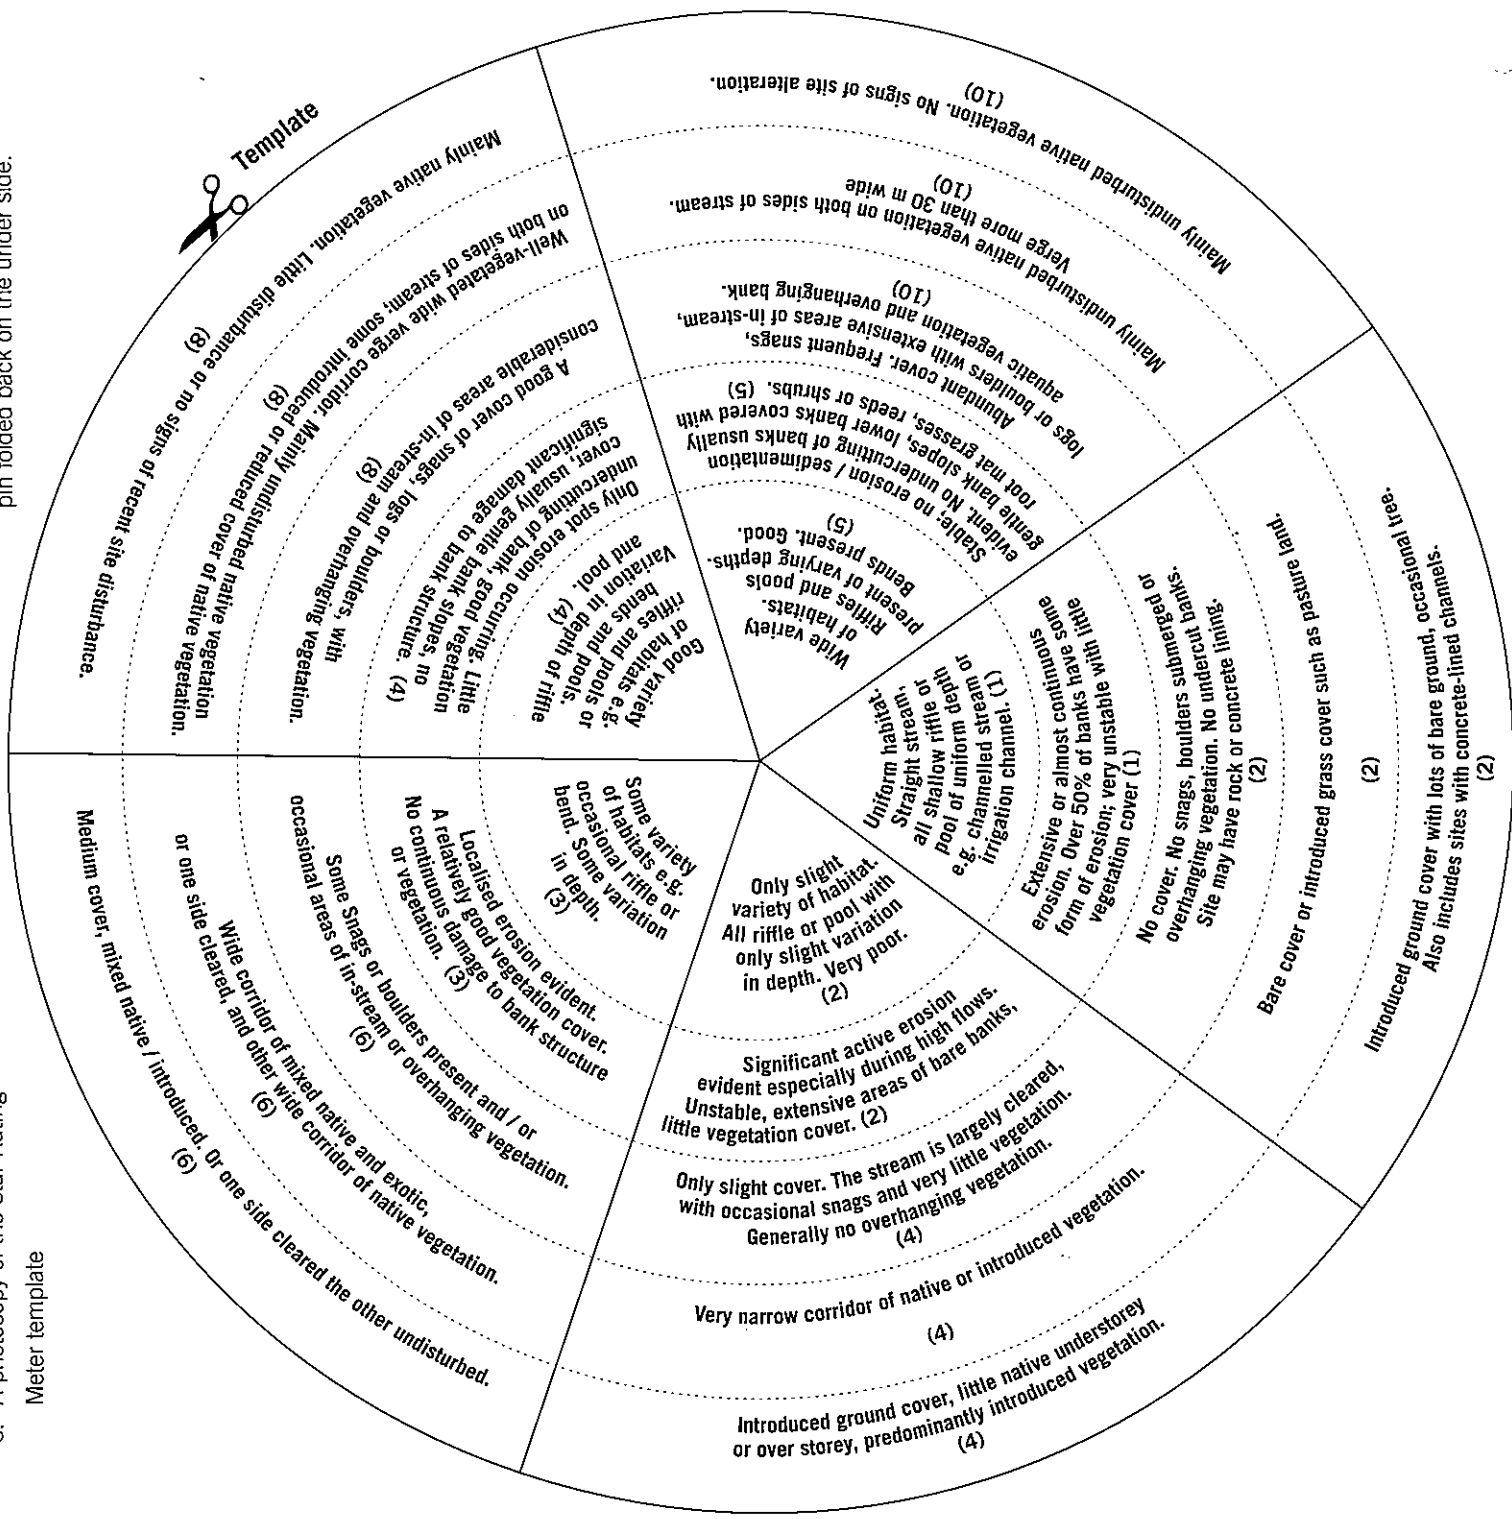 pin folded back on the under side.
Meter template
Template
Mainly undisturbed native vegetation. No signs of site alteration.
(10)
Mainly undisturbed native vegetation on both sides of stream.
Verge more than 30 m wide
(10)
Abundant cover. Frequent snags,
logs or boulders with extensive areas of in-stream,
aquatic vegetation and overhanging bank.
(10)
Stable; no erosion / sedimentation
evident. No undercutting of banks usually
gentle bank slopes, lower banks covered with
root mat grasses, reeds or shrubs. (5)
Wide variety
of habitats.
Riffles and pools
present of varying depths.
Bends present. Good.
(5)
Mainly native vegetation. Little disturbance or no signs of recent site disturbance.
(8)
Well-vegetated wide verge corridor. Mainly undisturbed native vegetation
on both sides of stream; some introduced or reduced cover of native vegetation.
(8)
A good cover of snags, logs or boulders, with
considerable areas of in-stream and overhanging vegetation.
(8)
Only spot erosion occurring. Little
undercutting of bank, good vegetation
cover, usually gentle bank slopes, no
significant damage to bank structure. (4)
Good variety
of habitats e.g.
riffles and pools or
bends and pools.
Variation in depth of riffle
and pool. (4)
Medium cover, mixed native / introduced. Or one side cleared the other undisturbed.
(6)
Wide corridor of mixed native and exotic,
or one side cleared, and other wide corridor of native vegetation.
(6)
Some Snags or boulders present and / or
occasional areas of in-stream or overhanging vegetation.
(6)
Localised erosion evident.
A relatively good vegetation cover.
No continuous damage to bank structure
or vegetation. (3)
Some variety
of habitats e.g.
occasional riffle or
bend. Some variation
in depth.
(3)
Only slight
variety of habitat.
All riffle or pool with
only slight variation
in depth. Very poor.
(2)
Significant active erosion
evident especially during high flows.
Unstable, extensive areas of bare banks,
little vegetation cover. (2)
Only slight cover. The stream is largely cleared,
with occasional snags and very little vegetation.
Generally no overhanging vegetation.
(4)
Very narrow corridor of native or introduced vegetation.
(4)
Introduced ground cover, little native understorey
or over storey, predominantly introduced vegetation.
(4)
Uniform habitat.
Straight stream,
all shallow riffle or
pool of uniform depth
e.g. channelled stream or
irrigation channel. (1)
Extensive or almost continuous
erosion. Over 50% of banks have some
form of erosion; very unstable with little
vegetation cover (1)
No cover. No snags, boulders submerged or
overhanging vegetation. No undercut banks.
Site may have rock or concrete lining.
(2)
Bare cover or introduced grass cover such as pasture land.
(2)
Introduced ground cover with lots of bare ground, occasional tree.
Also includes sites with concrete-lined channels.
(2)